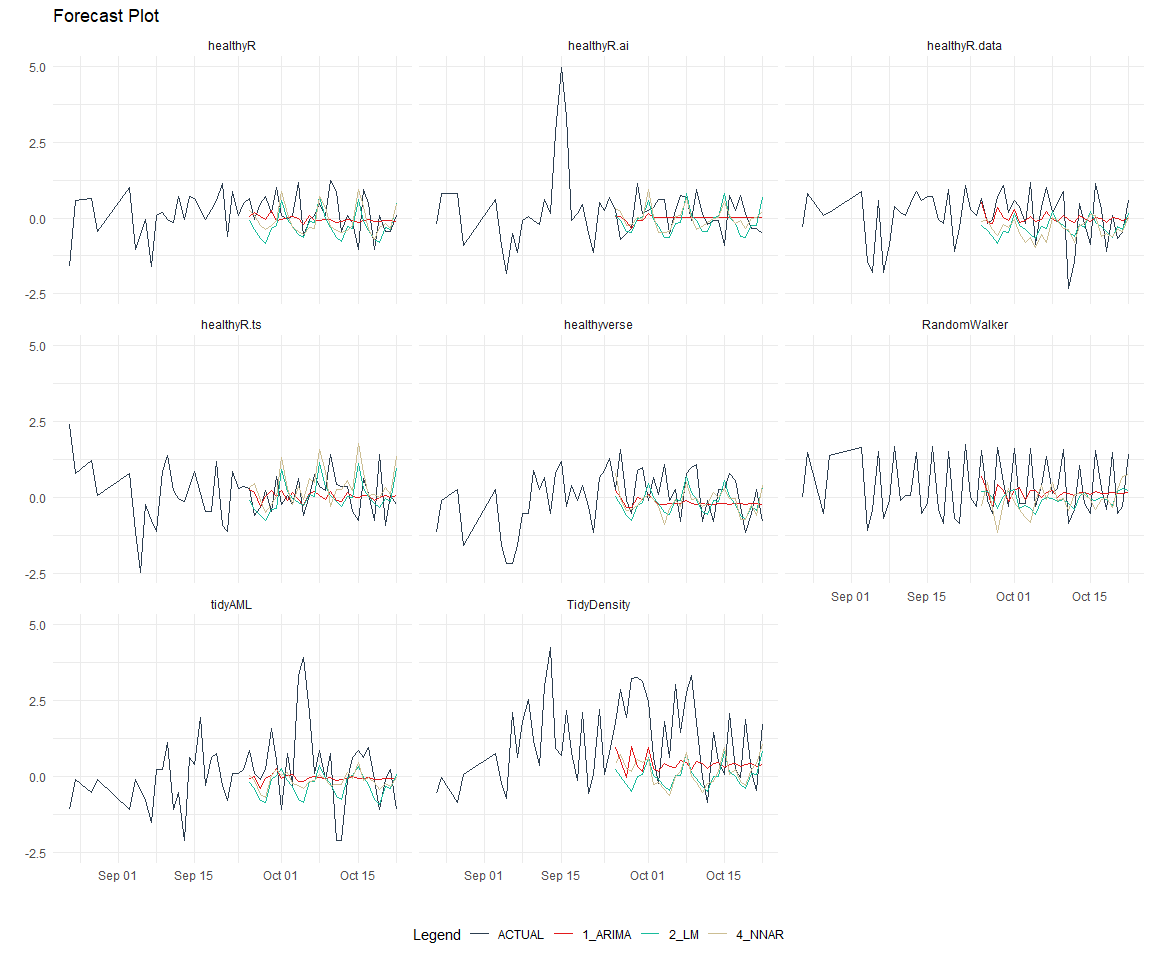 Forecast Plot
healthyR healthyR.ai healthyR.data
5.0
2.5
0.0
-2.5
healthyR.ts healthyverse RandomWalker
5.0
2.5
0.0
-2.5
Sep 01 Sep 15 Oct 01 Oct 15
tidyAML TidyDensity
5.0
2.5
0.0
-2.5
Sep 01 Sep 15 Oct 01 Oct 15 Sep 01 Sep 15 Oct 01 Oct 15
Legend ACTUAL 1_ARIMA 2_LM 4_NNAR